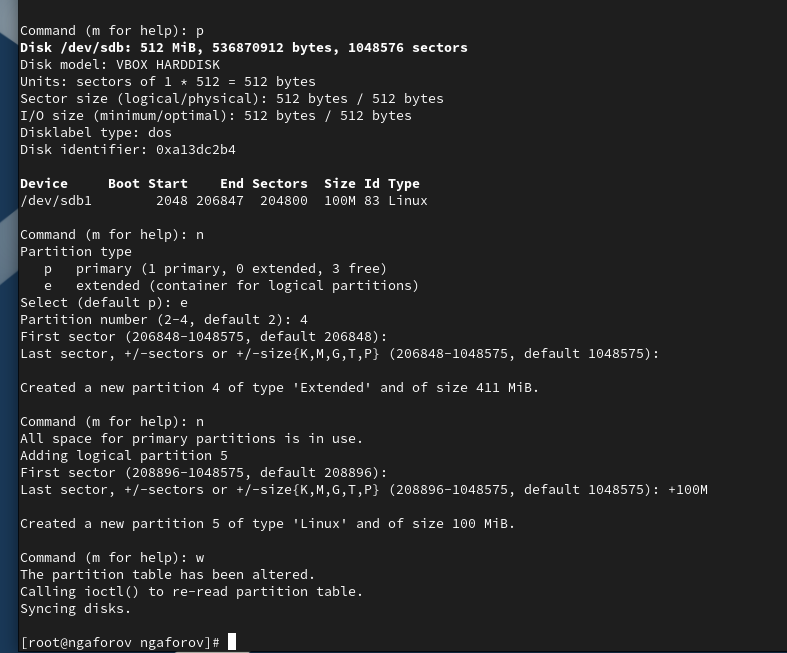 Command (m for help): p
Disk /dev/sdb: 512 MiB, 536870912 bytes, 1048576 sectors
Disk model: VBOX HARDDISK
Units: sectors of 1 * 512 = 512 bytes
Sector size (logical/physical): 512 bytes / 512 bytes
I/O size (minimum/optimal): 512 bytes / 512 bytes
Disklabel type: dos
Disk identifier: 0xa13dc2b4
Device     Boot Start    End Sectors  Size Id Type
/dev/sdb1        2048 206847  204800  100M 83 Linux
Command (m for help): n
Partition type
   p   primary (1 primary, 0 extended, 3 free)
   e   extended (container for logical partitions)
Select (default p): e
Partition number (2-4, default 2): 4
First sector (206848-1048575, default 206848):
Last sector, +/-sectors or +/-size{K,M,G,T,P} (206848-1048575, default 1048575):
Created a new partition 4 of type 'Extended' and of size 411 MiB.
Command (m for help): n
All space for primary partitions is in use.
Adding logical partition 5
First sector (208896-1048575, default 208896):
Last sector, +/-sectors or +/-size{K,M,G,T,P} (208896-1048575, default 1048575): +100M
Created a new partition 5 of type 'Linux' and of size 100 MiB.
Command (m for help): w
The partition table has been altered.
Calling ioctl() to re-read partition table.
Syncing disks.
[root@ngaforov ngaforov]#